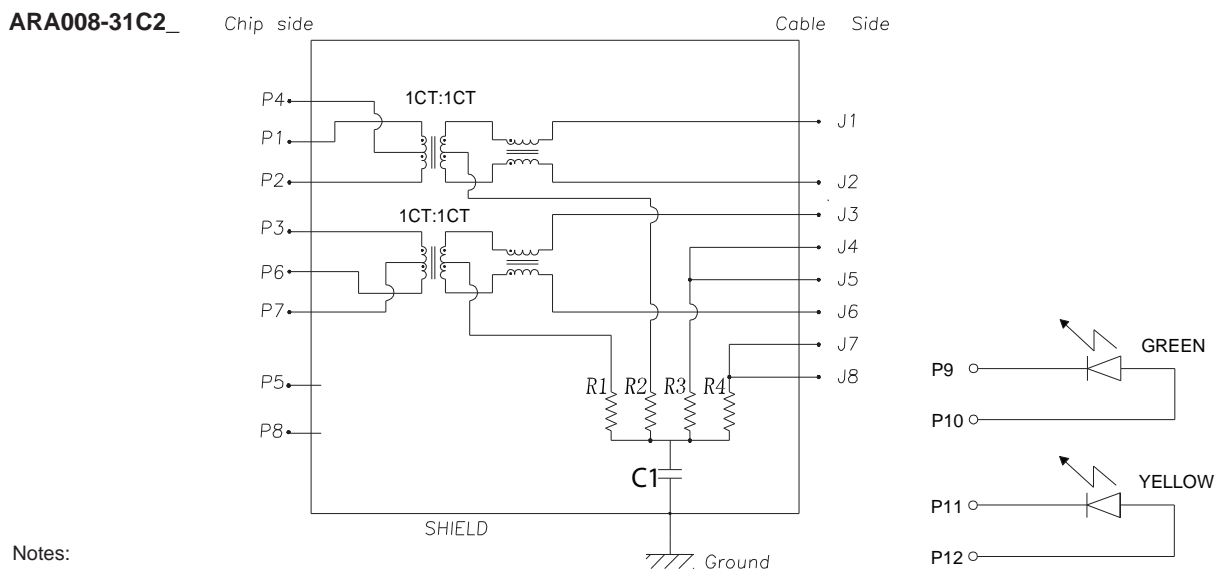 ARA008-31C2_
Chip side
Cable Side
P4
1CT:1CT
P1
J1
P2
J2
1CT:1CT
J3
P3
J4
P6
J5
P7
J6
J7
P5
R1 R2 R3 R4
J8
P8
C1
SHIELD
Ground
Notes:
GREEN
P9
P10
YELLOW
P11
P12